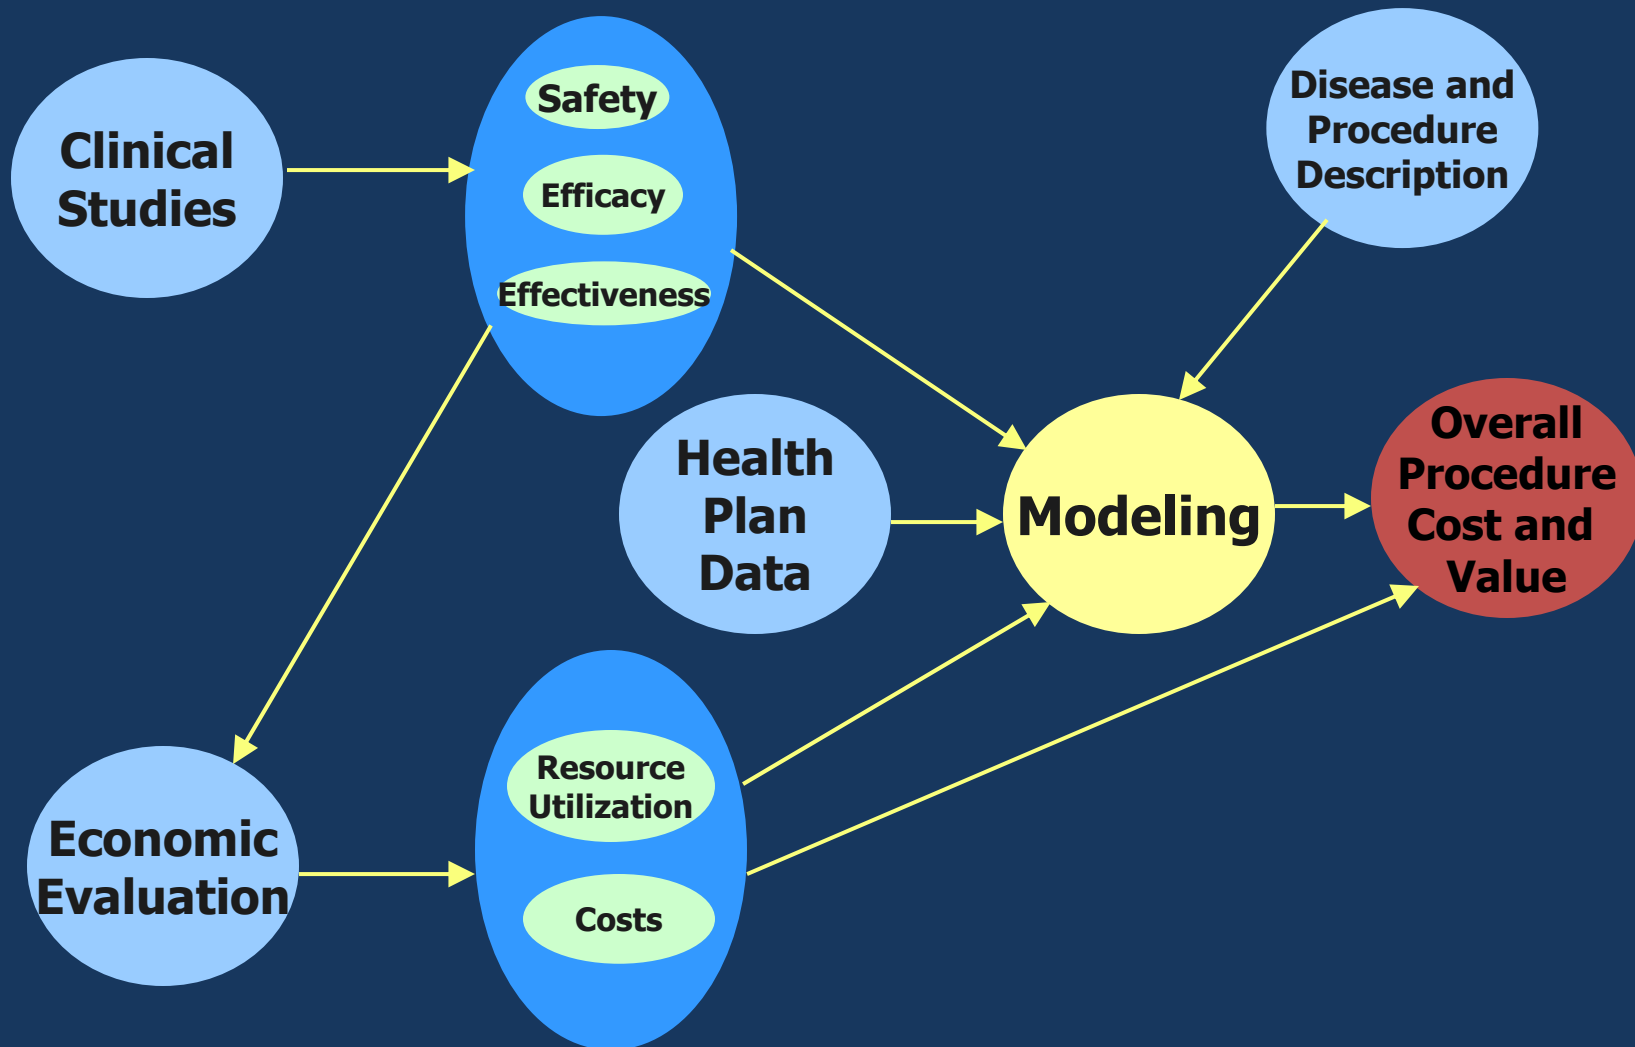 Clinical
Studies
Safety
Efficacy
Effectiveness
Disease and
Procedure
Description
Health
Plan
Data
Modeling
Overall
Procedure
Cost and
Value
Economic
Evaluation
Resource
Utilization
Costs